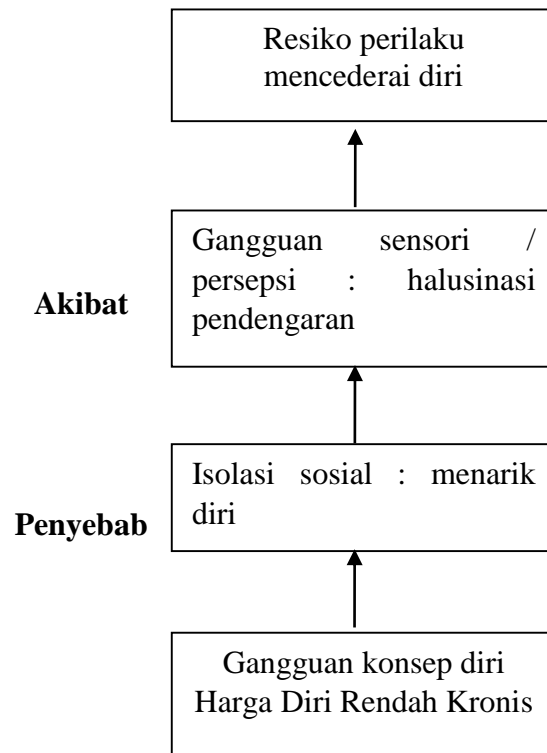 Resiko perilaku
mencederai diri
Gangguan sensori /
persepsi : halusinasi
pendengaran
Akibat
Isolasi sosial : menarik
diri
Penyebab
Gangguan konsep diri
Harga Diri Rendah Kronis